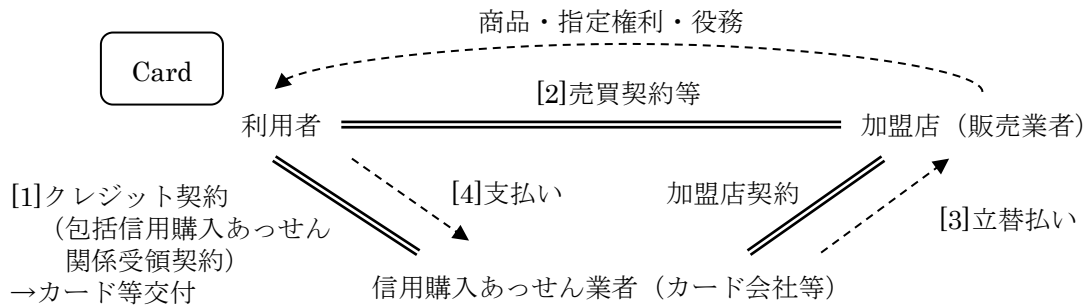 商品・指定権利・役務
Card
[2]売買契約等
利用者
加盟店（販売業者）
[1]クレジット契約
（包括信用購入あっせん
関係受領契約）
→カード等交付
[4]支払い
加盟店契約
[3]立替払い
信用購入あっせん業者（カード会社等）